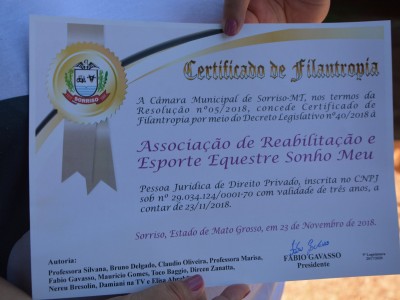 Certificado de Filantropia
SORRISO
A Câmara Municipal de Sorriso-MT, nos termos da
Resolução nº05/2018, concede Certificado de
Filantropia por meio do Decreto Legislativo nº40/2018 à
Associação de Reabilitação e
Esporte Equestre Sonho Meu
Pessoa Jurídica de Direito Privado, inscrita no CNPJ
sob nº 29.034.124/0001-70 com validade de três anos, a
contar de 23/11/2018.
Sorriso, Estado de Mato Grosso, em 23 de Novembro de 2018.
Autoria:
Professora Silvana, Bruno Delgado, Claudio Oliveira, Professora Marisa,
Fabio Gavasso, Maurício Gomes, Toco Baggio, Dirceu Zanatta,
Nereu Bresolin, Damiani na TV e Elisa
FÁBIO GAVASSO
Presidente